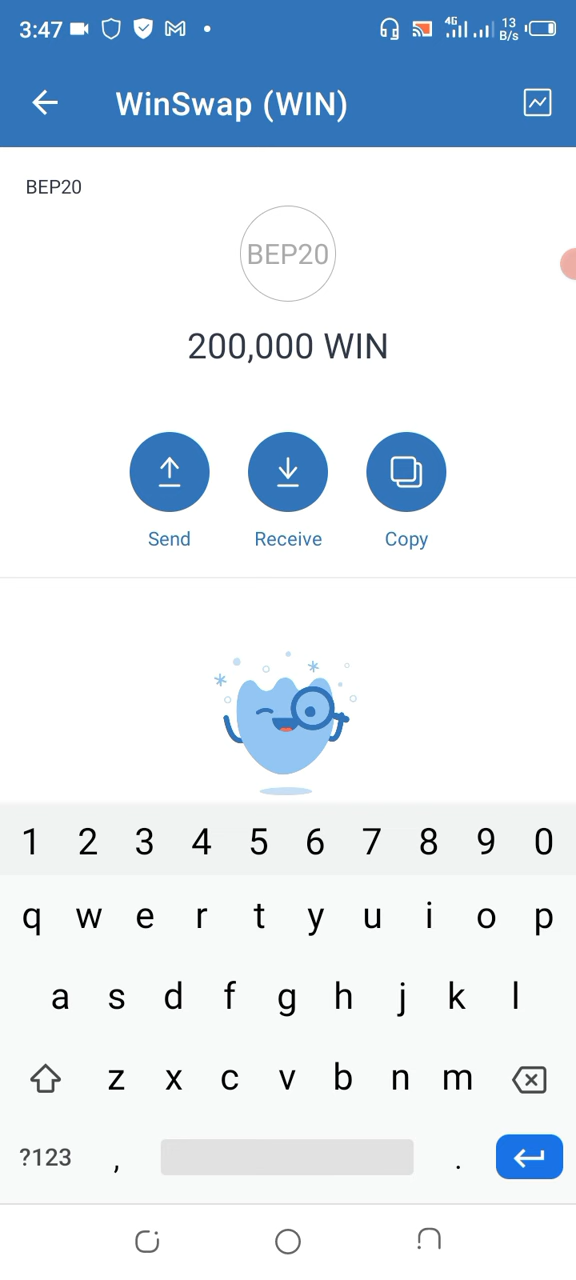 3:47 4G 13 B/s
WinSwap (WIN)
BEP20
BEP20
200,000 WIN
Send Receive Copy
1 2 3 4 5 6 7 8 9 0
q w e r t y u i o p
a s d f g h j k l
z x c v b n m
?123 , .